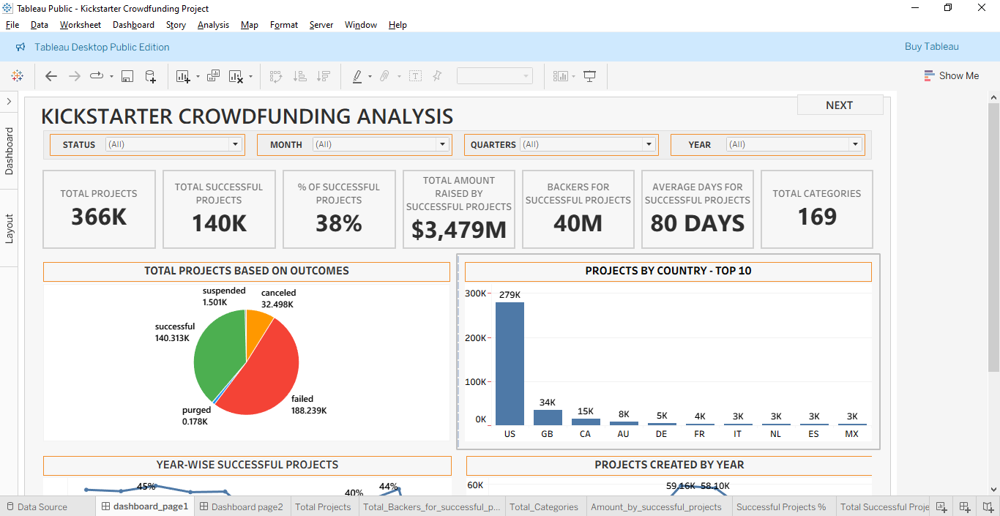 Tableau Public - Kickstarter Crowdfunding Project
File Data Worksheet Dashboard Story Analysis Map Format Server Window Help
Tableau Desktop Public Edition
Buy Tableau
Show Me
Dashboard
Layout
NEXT
KICKSTARTER CROWDFUNDING ANALYSIS
STATUS (All) MONTH (All) QUARTERS (All) YEAR (All)
TOTAL PROJECTS
366K
TOTAL SUCCESSFUL
PROJECTS
140K
% OF SUCCESSFUL
PROJECTS
38%
TOTAL AMOUNT
RAISED BY
SUCCESSFUL PROJECTS
$3,479M
BACKERS FOR
SUCCESSFUL PROJECTS
40M
AVERAGE DAYS FOR
SUCCESSFUL PROJECTS
80 DAYS
TOTAL CATEGORIES
169
TOTAL PROJECTS BASED ON OUTCOMES
suspended
1.501K
canceled
32.498K
successful
140.313K
purged
0.178K
failed
188.239K
PROJECTS BY COUNTRY - TOP 10
300K
200K
100K
0K
279K 34K 15K 8K 5K 4K 3K 3K 3K 3K
US GB CA AU DE FR IT NL ES MX
YEAR-WISE SUCCESSFUL PROJECTS
45% 40% 44%
PROJECTS CREATED BY YEAR
60K
59.16K 58.10K
Data Source dashboard_page1 Dashboard page2 Total Projects Total_Backers_for_successful_p... Total_Categories Amount_by_successful_projects Successful Projects % Total Successful Proje